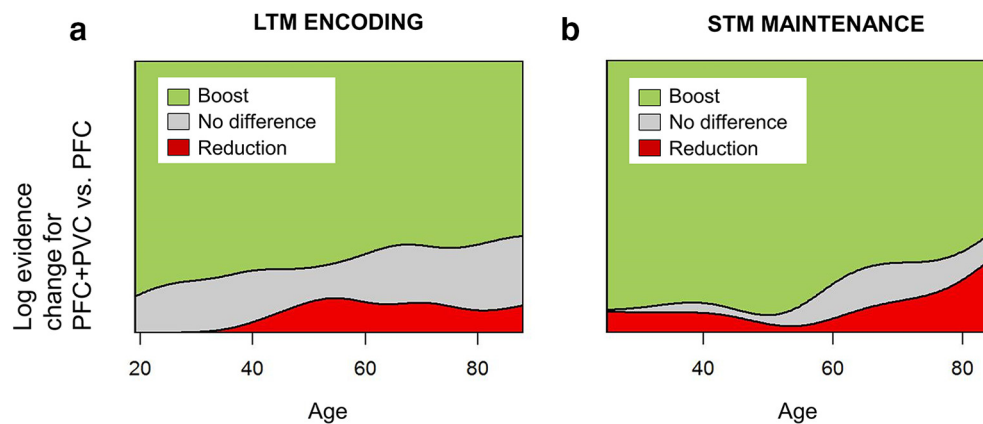 a
LTM ENCODING
Boost
No difference
Reduction
Log evidence
change for
PFC+PVC vs. PFC
20
40
60
80
Age
b
STM MAINTENANCE
Boost
No difference
Reduction
40
60
80
Age